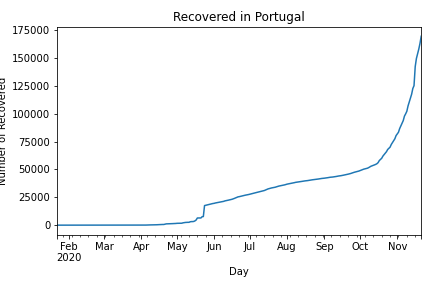 Recovered in Portugal
Number of Recovered
175000
150000
125000
100000
75000
50000
25000
0
Feb Mar Apr May Jun Jul Aug Sep Oct Nov
2020
Day